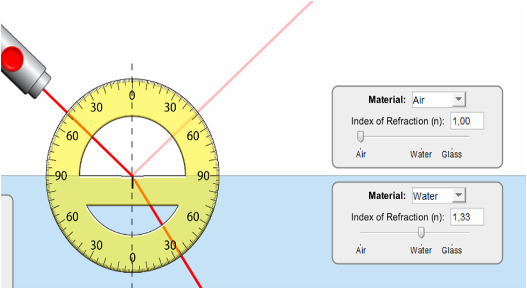 0
30 30
60 60
90 90
60 60
30 30
0
Material: Air
Index of Refraction (n): 1,00
Air Water Glass
Material: Water
Index of Refraction (n): 1,33
Air Water Glass